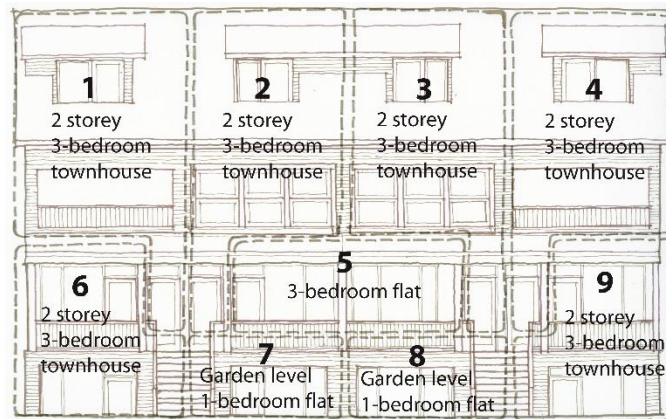 1
2 storey
3-bedroom
townhouse
2
2 storey
3-bedroom
townhouse
3
2 storey
3-bedroom
townhouse
4
2 storey
3-bedroom
townhouse
5
3-bedroom flat
6
2 storey
3-bedroom
townhouse
7
Garden level
1-bedroom flat
8
Garden level
1-bedroom flat
9
2 storey
3-bedroom
townhouse